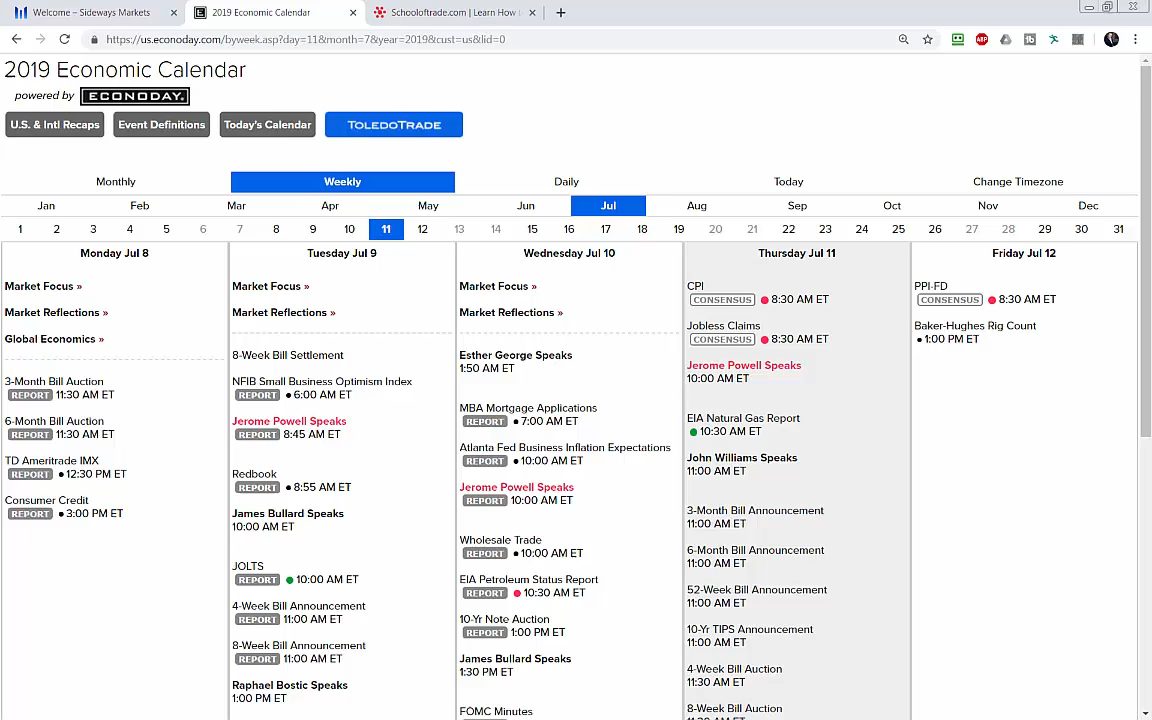 Welcome – Sideways Markets
2019 Economic Calendar
Schooloftrade.com | Learn How
https://us.econoday.com/byweek.asp?day=11&month=7&year=2019&cust=us&lid=0
2019 Economic Calendar
powered by ECONODAY.
U.S. & Intl Recaps
Event Definitions
Today's Calendar
TOLEDOTRADE
Monthly Weekly Daily Today Change Timezone
Jan Feb Mar Apr May Jun Jul Aug Sep Oct Nov Dec
1 2 3 4 5 6 7 8 9 10 11 12 13 14 15 16 17 18 19 20 21 22 23 24 25 26 27 28 29 30 31
Monday Jul 8
Market Focus »
Market Reflections »
Global Economics »
3-Month Bill Auction
REPORT 11:30 AM ET
6-Month Bill Auction
REPORT 11:30 AM ET
TD Ameritrade IMX
REPORT 12:30 PM ET
Consumer Credit
REPORT 3:00 PM ET
Tuesday Jul 9
Market Focus »
Market Reflections »
8-Week Bill Settlement
NFIB Small Business Optimism Index
REPORT 6:00 AM ET
Jerome Powell Speaks
REPORT 8:45 AM ET
Redbook
REPORT 8:55 AM ET
James Bullard Speaks
10:00 AM ET
JOLTS
REPORT 10:00 AM ET
4-Week Bill Announcement
REPORT 11:00 AM ET
8-Week Bill Announcement
REPORT 11:00 AM ET
Raphael Bostic Speaks
1:00 PM ET
Wednesday Jul 10
Market Focus »
Market Reflections »
Esther George Speaks
1:50 AM ET
MBA Mortgage Applications
REPORT 7:00 AM ET
Atlanta Fed Business Inflation Expectations
REPORT 10:00 AM ET
Jerome Powell Speaks
REPORT 10:00 AM ET
Wholesale Trade
REPORT 10:00 AM ET
EIA Petroleum Status Report
REPORT 10:30 AM ET
10-Yr Note Auction
REPORT 1:00 PM ET
James Bullard Speaks
1:30 PM ET
FOMC Minutes
Thursday Jul 11
CPI
CONSENSUS 8:30 AM ET
Jobless Claims
CONSENSUS 8:30 AM ET
Jerome Powell Speaks
10:00 AM ET
EIA Natural Gas Report
10:30 AM ET
John Williams Speaks
11:00 AM ET
3-Month Bill Announcement
11:00 AM ET
6-Month Bill Announcement
11:00 AM ET
52-Week Bill Announcement
11:00 AM ET
10-Yr TIPS Announcement
11:00 AM ET
4-Week Bill Auction
11:30 AM ET
8-Week Bill Auction
Friday Jul 12
PPI-FD
CONSENSUS 8:30 AM ET
Baker-Hughes Rig Count
1:00 PM ET